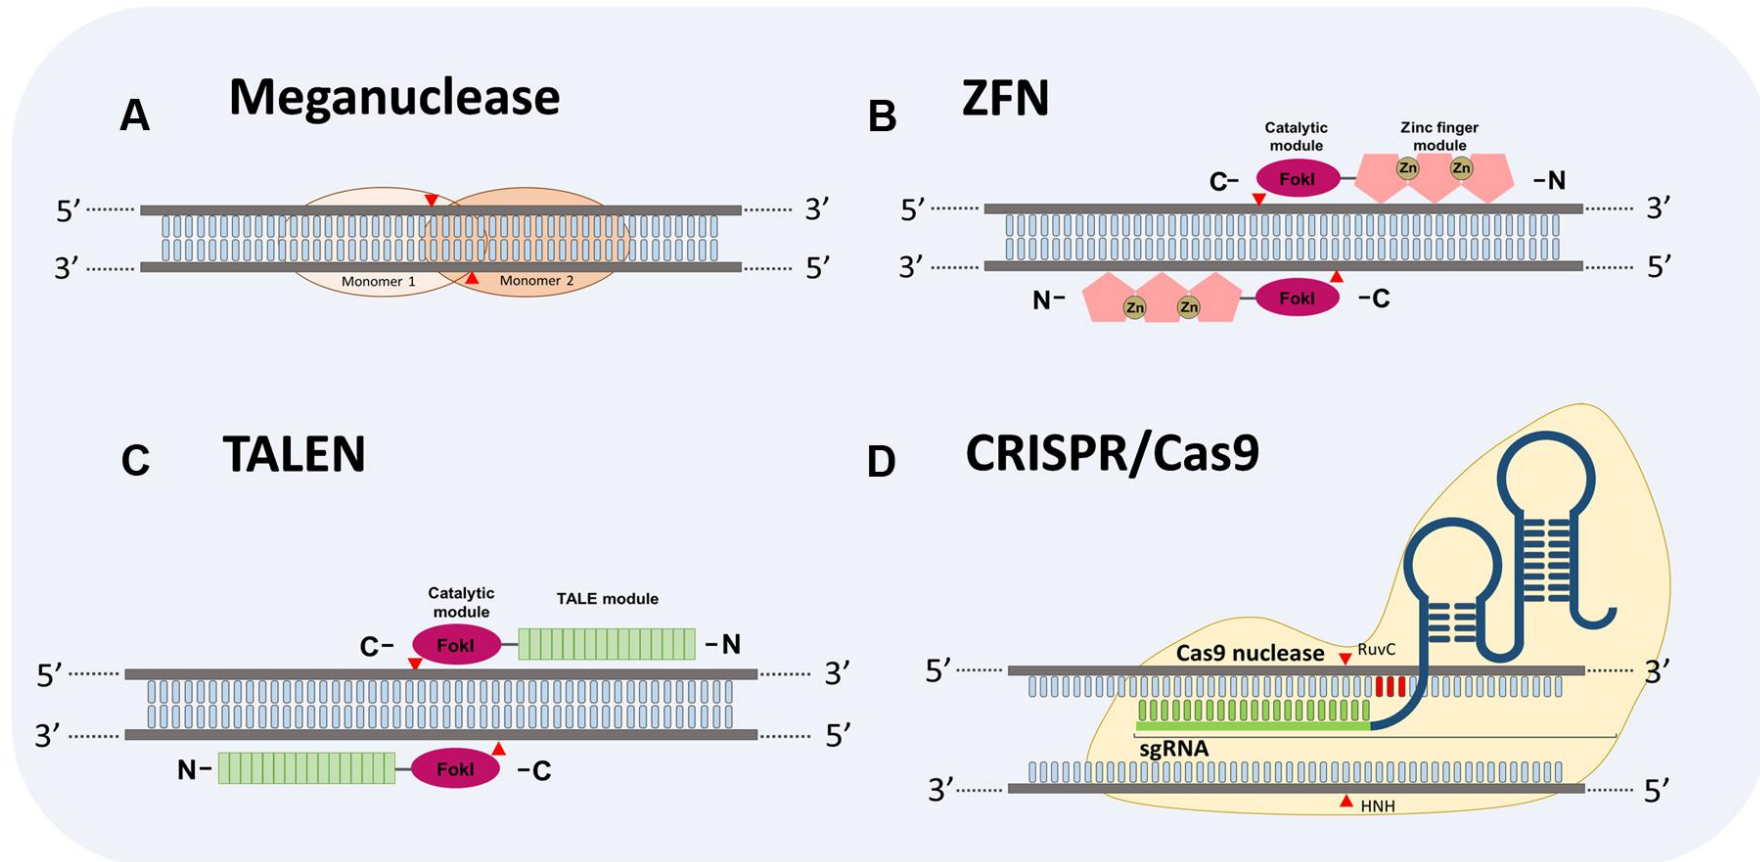 A Meganuclease
5’ 3’
3’ 5’
Monomer 1 Monomer 2
B ZFN
Catalytic
module
Zinc finger
module
C– FokI Zn Zn –N
5’ 3’
3’ 5’
N– Zn Zn FokI –C
C TALEN
Catalytic
module
TALE module
C– FokI –N
5’ 3’
3’ 5’
N– FokI –C
D CRISPR/Cas9
Cas9 nuclease RuvC
5’ 3’
sgRNA
3’ 5’
HNH